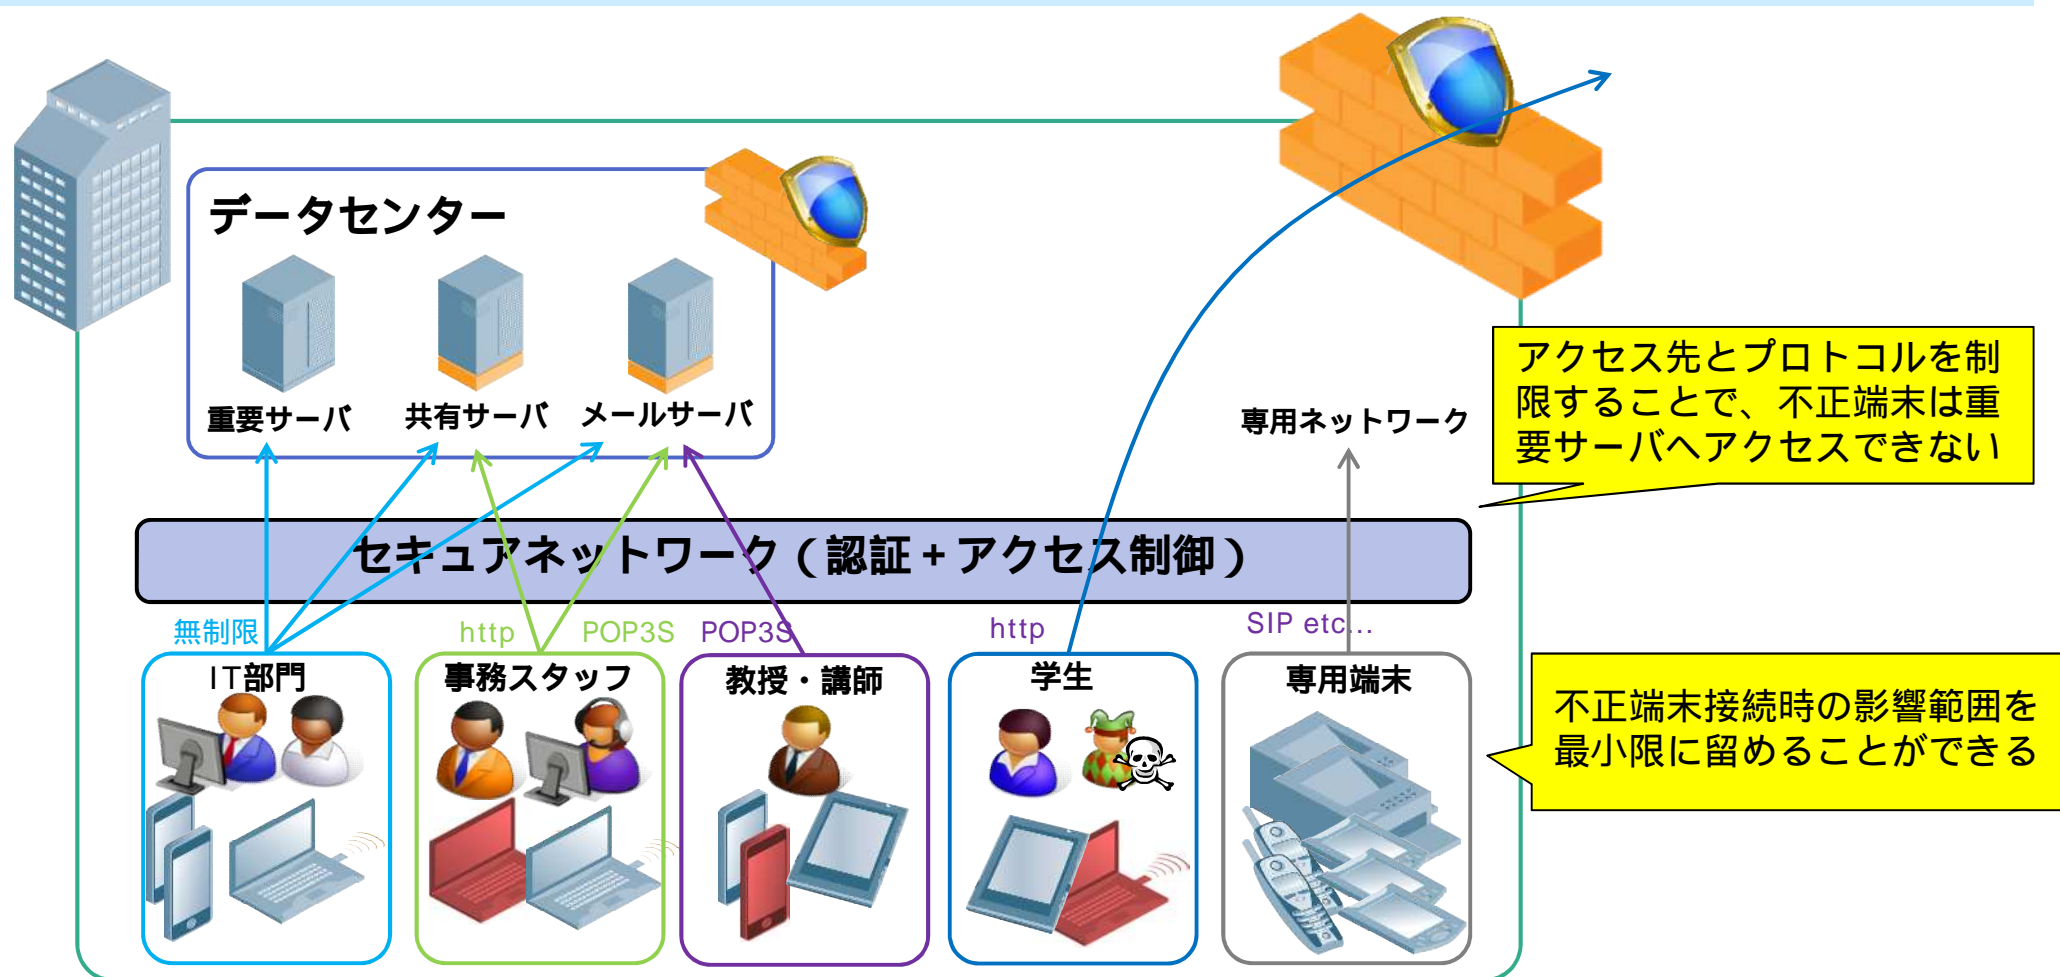 データセンター
重要サーバ
共有サーバ
メールサーバ
専用ネットワーク
アクセス先とプロトコルを制
限することで、不正端末は重
要サーバへアクセスできない
セキュアネットワーク(認証+アクセス制御)
無制限
http
POP3S
POP3S
http
SIP etc...
IT部門
事務スタッフ
教授・講師
学生
専用端末
不正端末接続時の影響範囲を
最小限に留めることができる